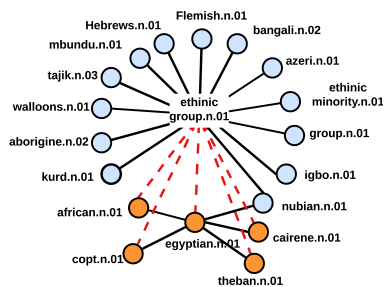 Flemish.n.01
Hebrews.n.01
bangali.n.02
mbundu.n.01
azeri.n.01
tajik.n.03
ethinic
group.n.01
ethinic
minority.n.01
walloons.n.01
group.n.01
aborigine.n.02
kurd.n.01
igbo.n.01
african.n.01
nubian.n.01
egyptian.n.01
cairene.n.01
copt.n.01
theban.n.01